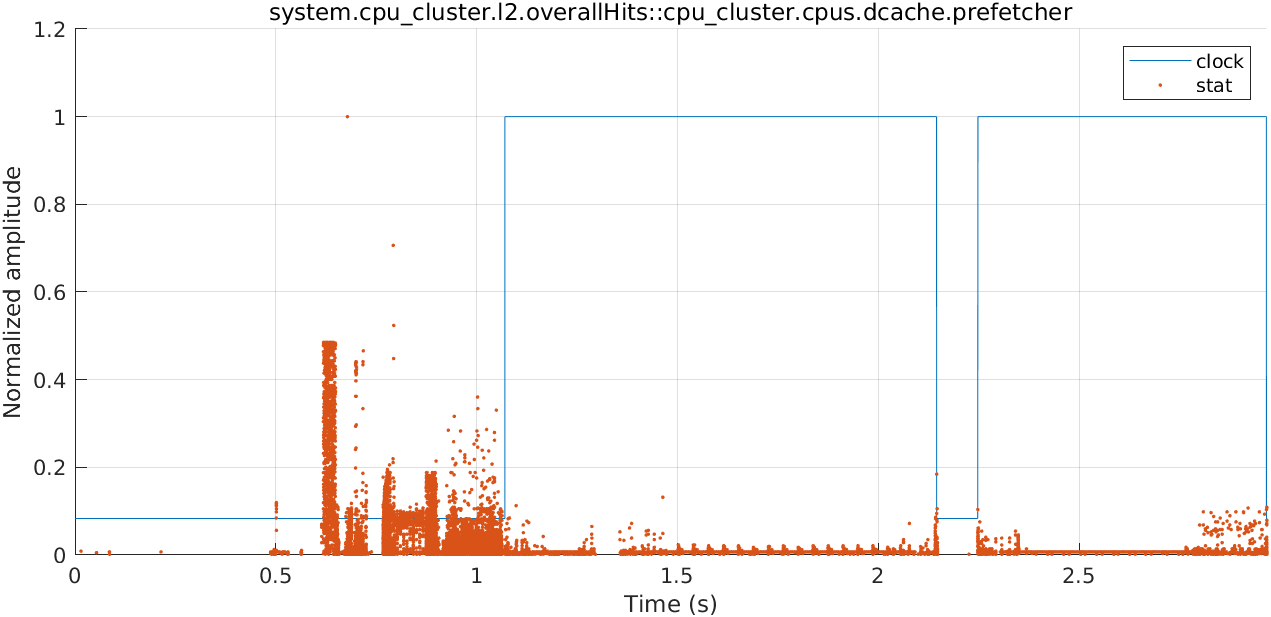 system.cpu_cluster.l2.overallHits::cpu_cluster.cpus.dcache.prefetcher
clock
stat
Normalized amplitude
1.2
1
0.8
0.6
0.4
0.2
0
0
0.5
1
1.5
2
2.5
Time (s)